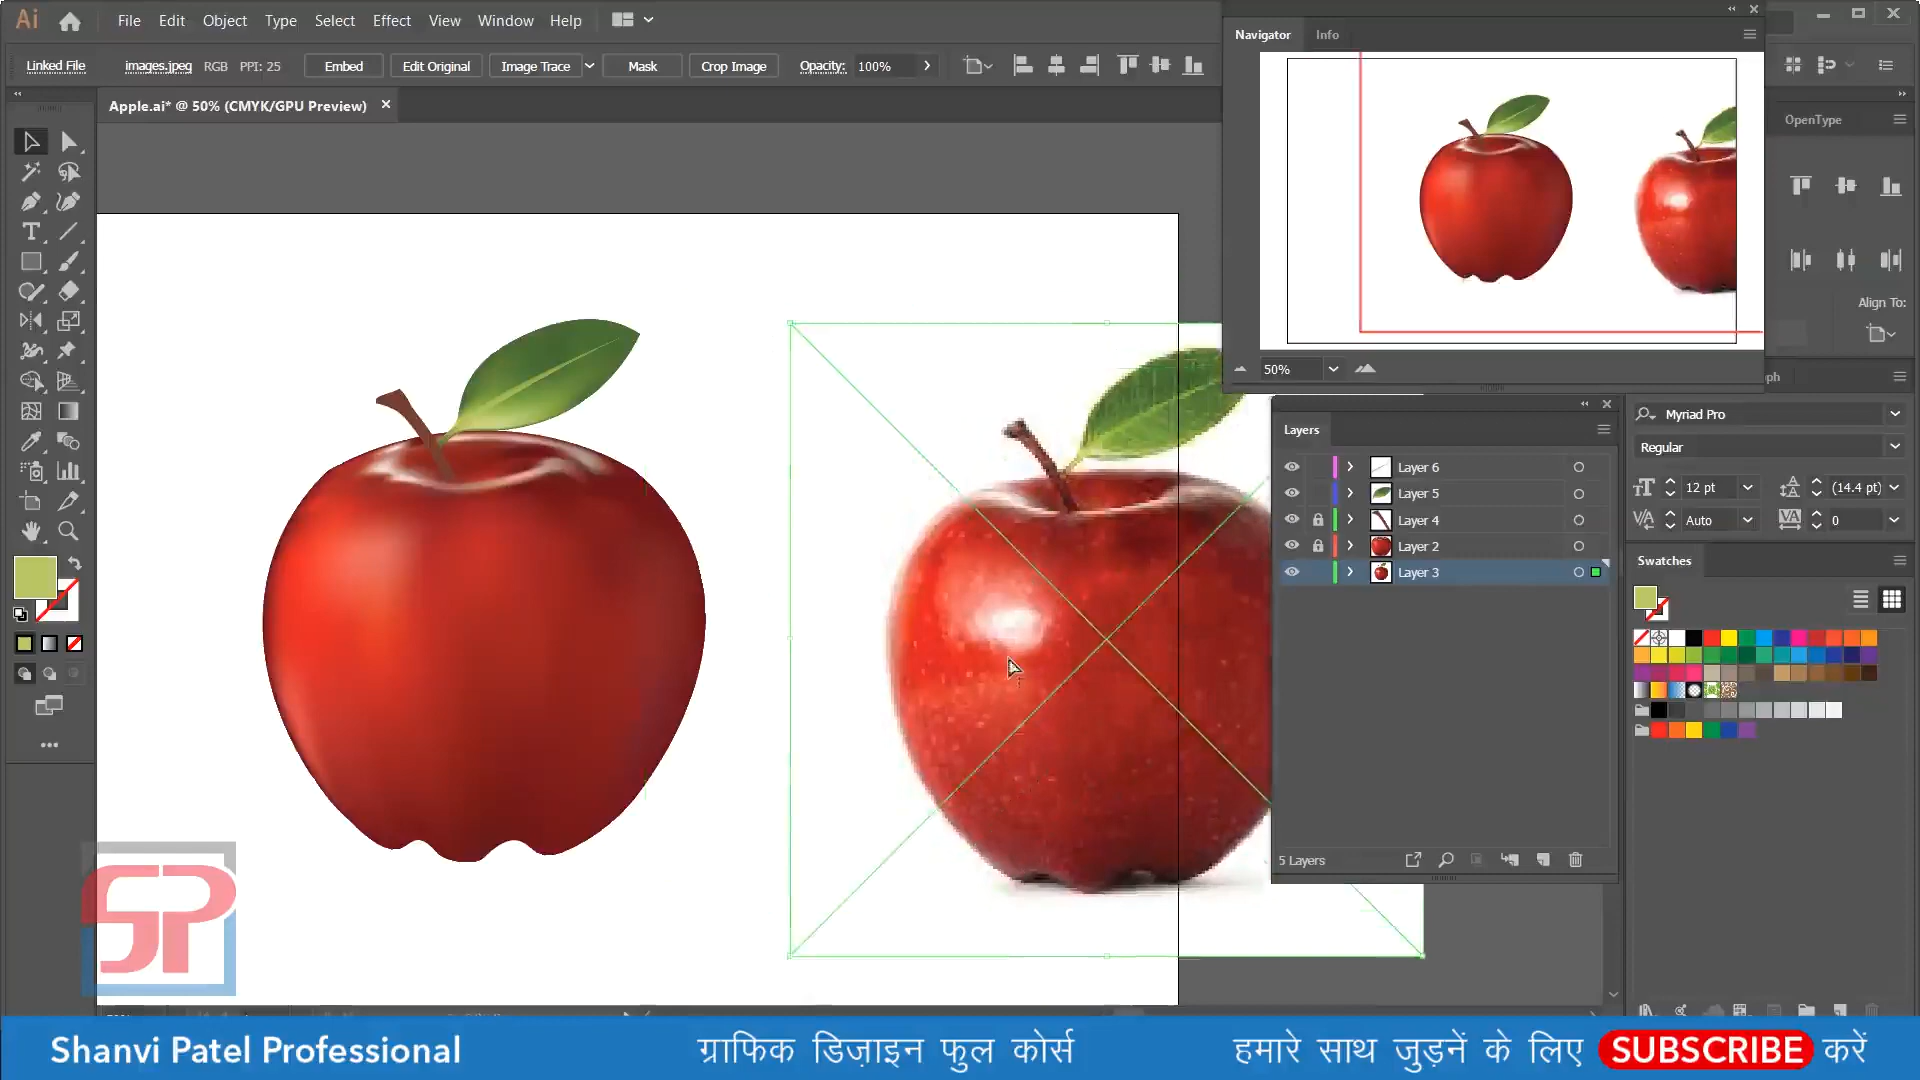 Ai File Edit Object Type Select Effect View Window Help
Linked File images.jpeg RGB PPI: 25 Embed Edit Original Image Trace Mask Crop Image Opacity: 100%
Apple.ai* @ 50% (CMYK/GPU Preview)
Navigator Info
50%
OpenType
Align To:
ph
Myriad Pro
Regular
12 pt (14.4 pt)
Auto 0
Swatches
Layers
Layer 6
Layer 5
Layer 4
Layer 2
Layer 3
5 Layers
SP
Shanvi Patel Professional ग्राफिक डिज़ाइन फुल कोर्स हमारे साथ जुड़नें के लिए SUBSCRIBE करें